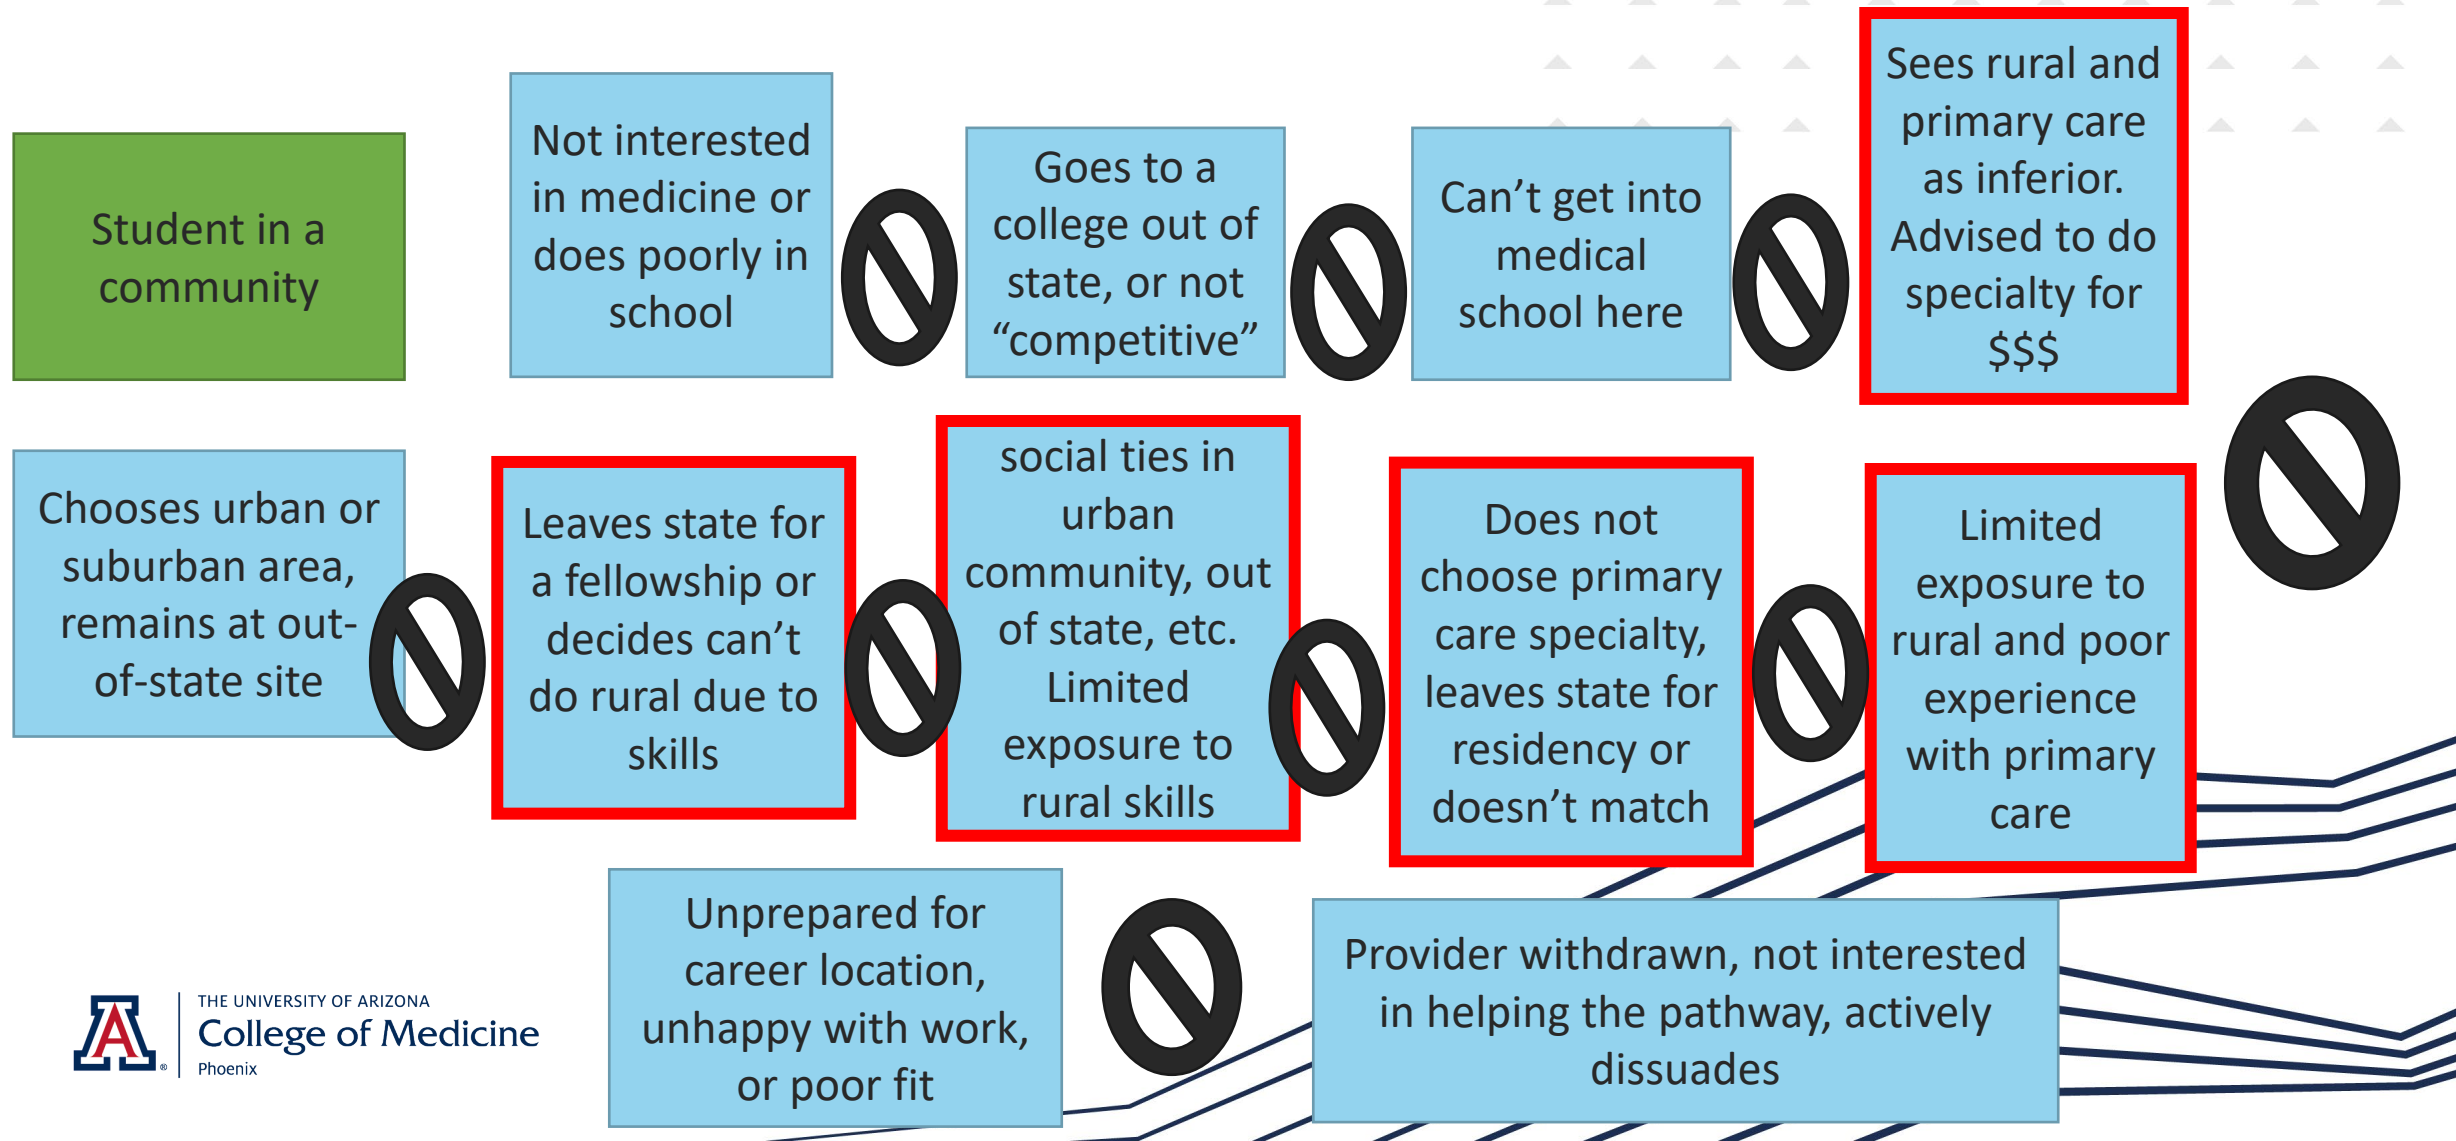 Student in a
community
Not interested
in medicine or
does poorly in
school
Goes to a
college out of
state, or not
“competitive”
Can’t get into
medical
school here
Sees rural and
primary care
as inferior.
Advised to do
specialty for
$$$
Chooses urban or
suburban area,
remains at out-
of-state site
Leaves state for
a fellowship or
decides can’t
do rural due to
skills
social ties in
urban
community, out
of state, etc.
Limited
exposure to
rural skills
Does not
choose primary
care specialty,
leaves state for
residency or
doesn’t match
Limited
exposure to
rural and poor
experience
with primary
care
Unprepared for
career location,
unhappy with work,
or poor fit
Provider withdrawn, not interested
in helping the pathway, actively
dissuades
A ®
THE UNIVERSITY OF ARIZONA
College of Medicine
Phoenix